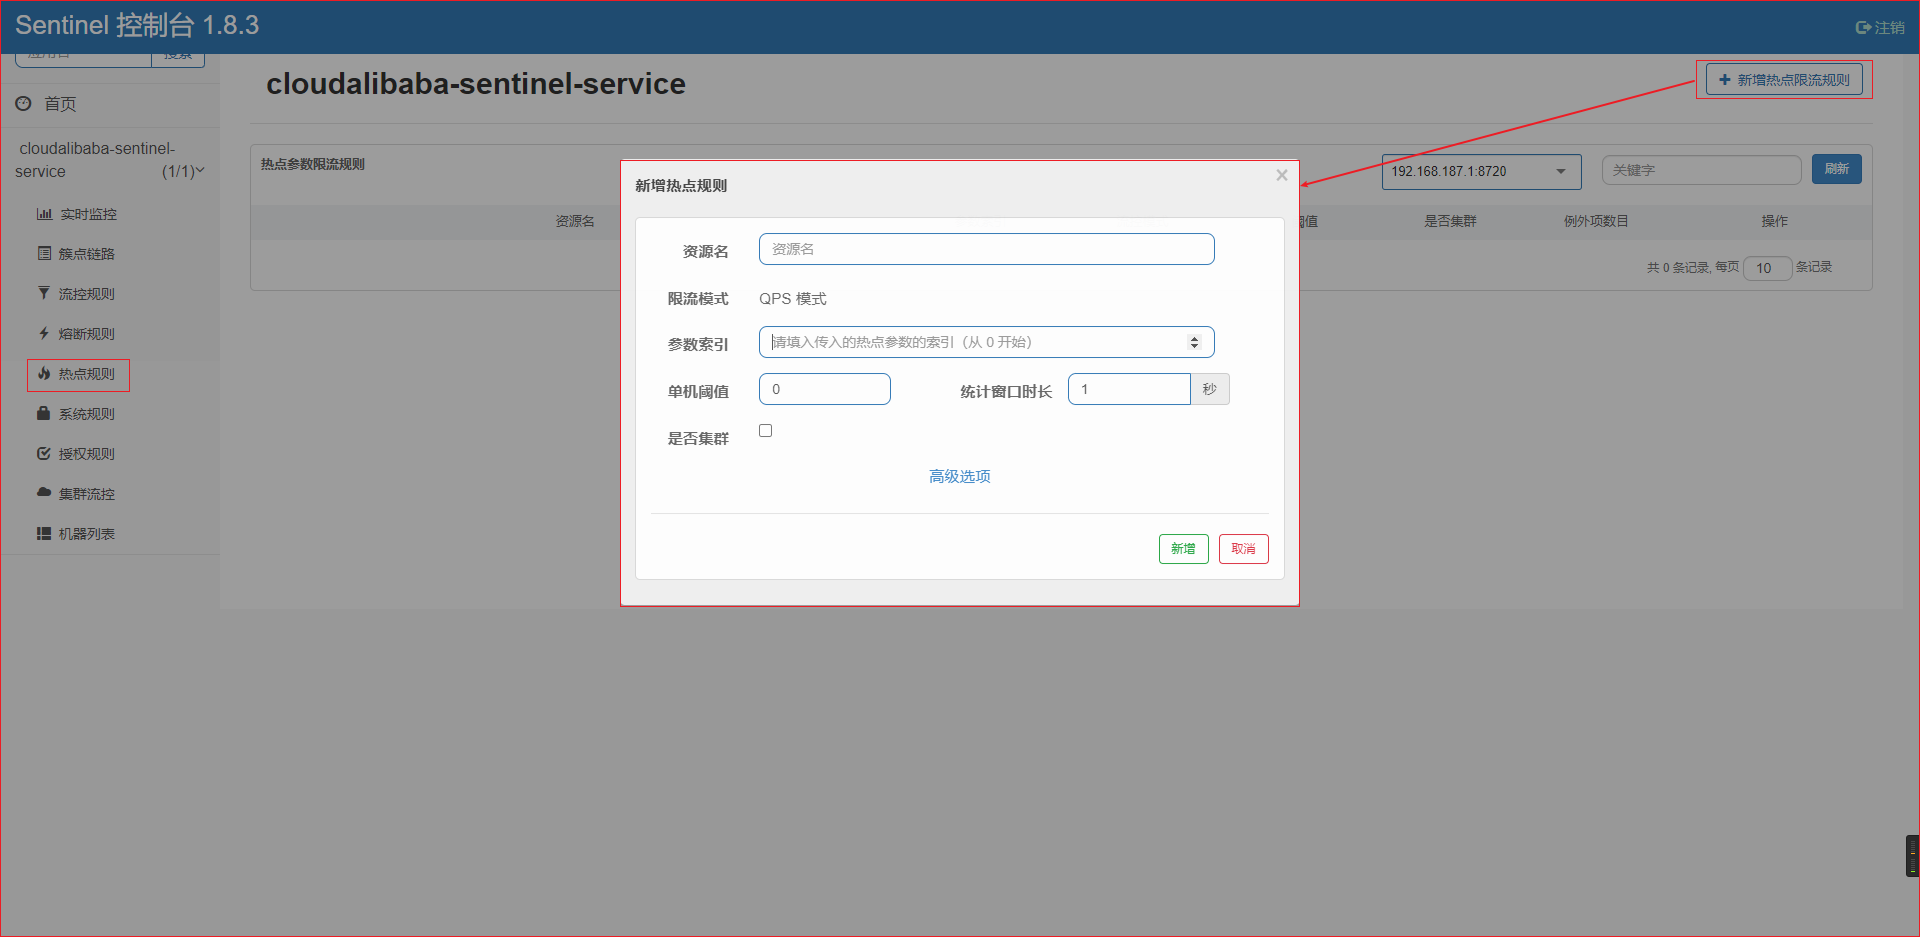 Sentinel 控制台 1.8.3
注销
cloudalibaba-sentinel-service
新增热点限流规则
首页
cloudalibaba-sentinel-
service (1/1)
实时监控
簇点链路
流控规则
熔断规则
热点规则
系统规则
授权规则
集群流控
机器列表
热点参数限流规则
192.168.187.1:8720
关键字
刷新
资源名
值
是否集群
例外项数目
操作
共 0 条记录, 每页 10 条记录
新增热点规则
×
资源名 资源名
限流模式 QPS 模式
参数索引 请填入传入的热点参数的索引（从 0 开始）
单机阈值 0 统计窗口时长 1 秒
是否集群
高级选项
新增 取消